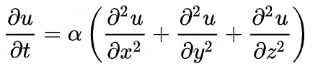 ∂u/∂t = α (∂²u/∂x² + ∂²u/∂y² + ∂²u/∂z²)